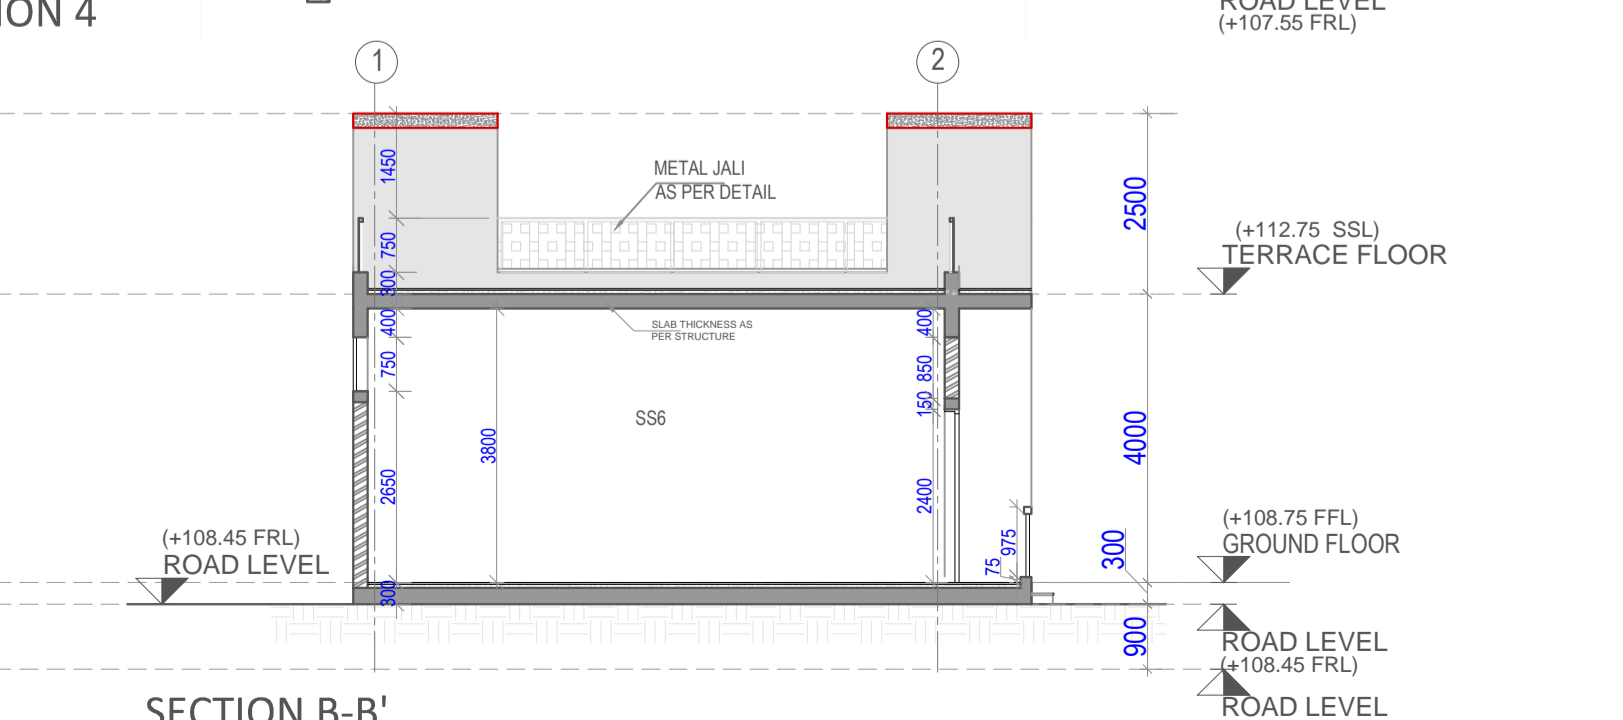 ION 4
ROAD LEVEL
(+107.55 FRL)
1
2
1450
METAL JALI
AS PER DETAIL
2500
(+112.75 SSL)
TERRACE FLOOR
750
300
400
SLAB THICKNESS AS
PER STRUCTURE
400
750
850
150
SS6
3800
4000
2650
2400
(+108.45 FRL)
ROAD LEVEL
975
75
300
(+108.75 FFL)
GROUND FLOOR
300
900
ROAD LEVEL
(+108.45 FRL)
ROAD LEVEL
SECTION B-B'